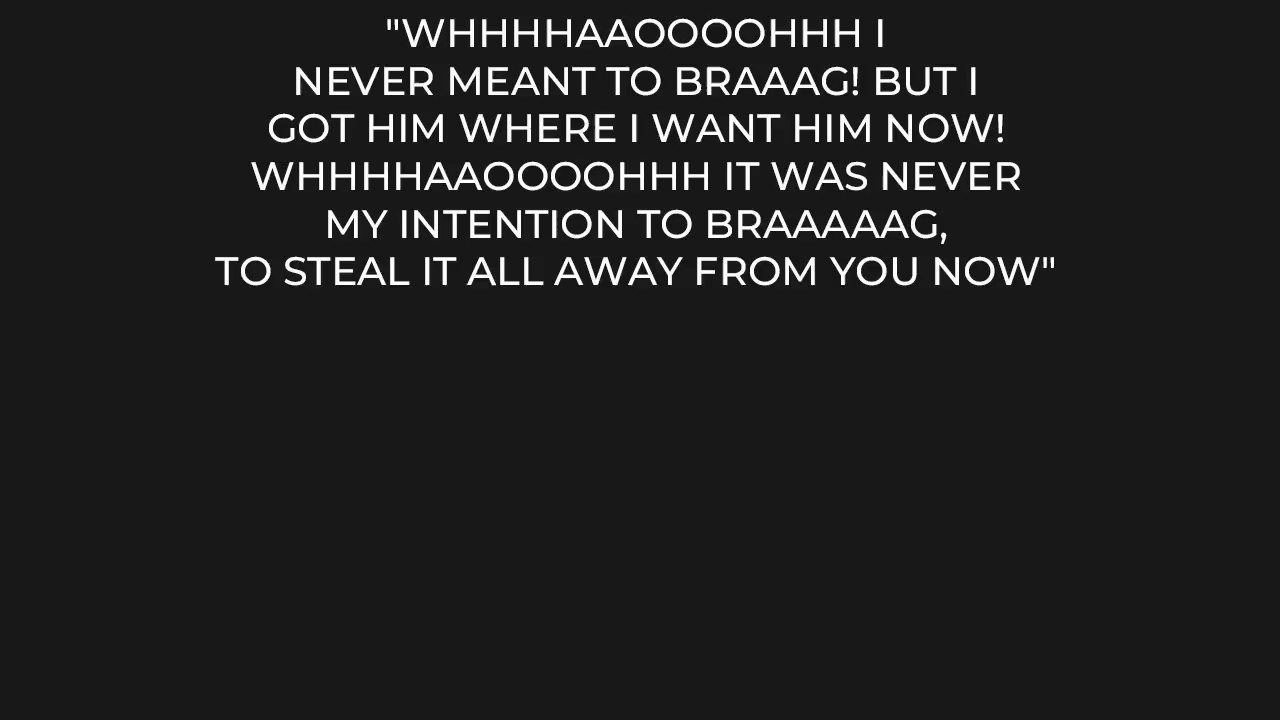 "WHHHHAAOOOOHHH I
NEVER MEANT TO BRAAAG! BUT I
GOT HIM WHERE I WANT HIM NOW!
WHHHHAAOOOOHHH IT WAS NEVER
MY INTENTION TO BRAAAAAG,
TO STEAL IT ALL AWAY FROM YOU NOW"